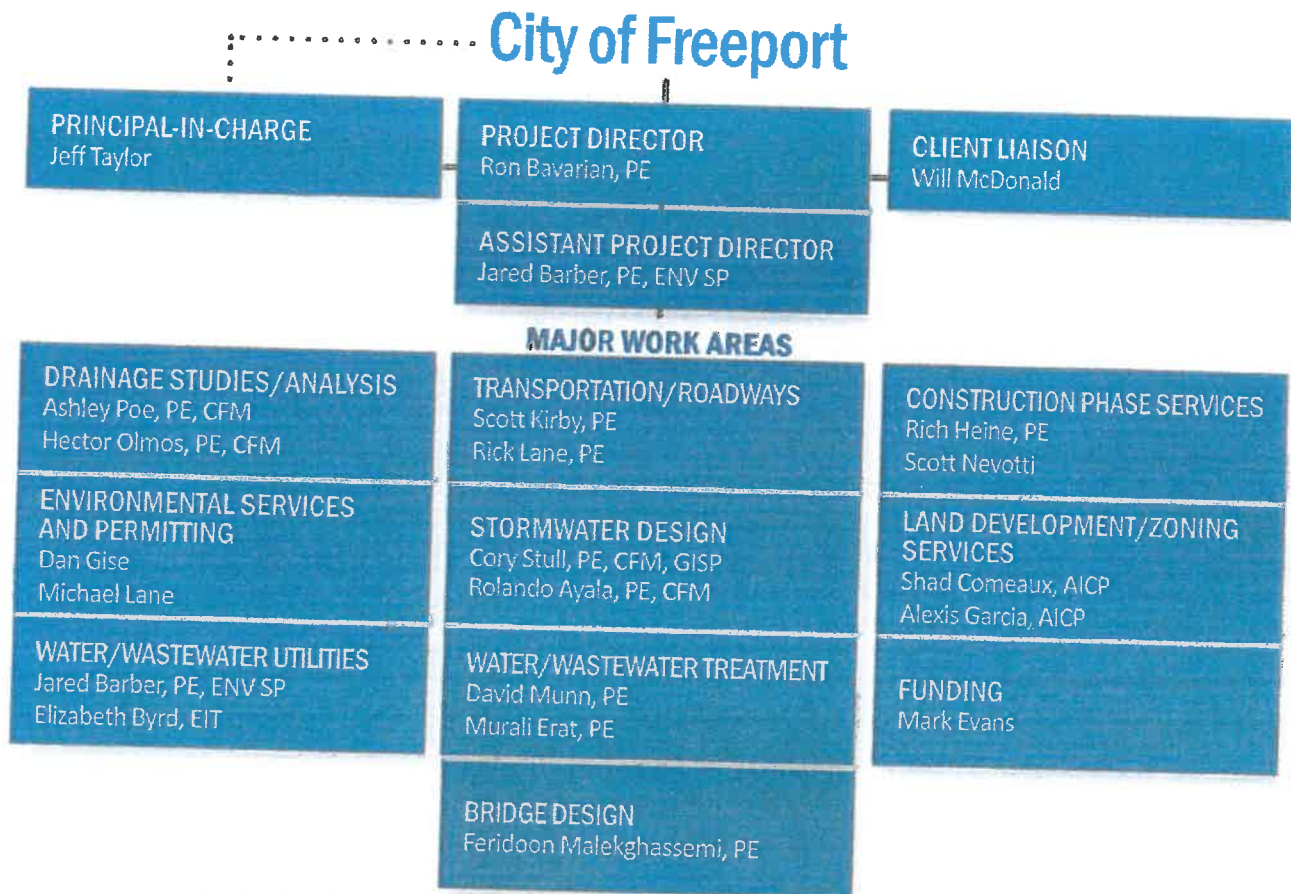 City of Freeport
PRINCIPAL-IN-CHARGE
Jeff Taylor
PROJECT DIRECTOR
Ron Bavarian, PE
CLIENT LIAISON
Will McDonald
ASSISTANT PROJECT DIRECTOR
Jared Barber, PE, ENV SP
MAJOR WORK AREAS
DRAINAGE STUDIES/ANALYSIS
Ashley Poe, PE, CFM
Hector Olmos, PE, CFM
ENVIRONMENTAL SERVICES
AND PERMITTING
Dan Gise
Michael Lane
WATER/WASTEWATER UTILITIES
Jared Barber, PE, ENV SP
Elizabeth Byrd, EIT
TRANSPORTATION/ROADWAYS
Scott Kirby, PE
Rick Lane, PE
STORMWATER DESIGN
Cory Stull, PE, CFM, GISP
Rolando Ayala, PE, CFM
WATER/WASTEWATER TREATMENT
David Munn, PE
Murali Erat, PE
BRIDGE DESIGN
Feridoon Malekghassemi, PE
CONSTRUCTION PHASE SERVICES
Rich Heine, PE
Scott Nevotti
LAND DEVELOPMENT/ZONING
SERVICES
Shad Comeaux, AICP
Alexis Garcia, AICP
FUNDING
Mark Evans